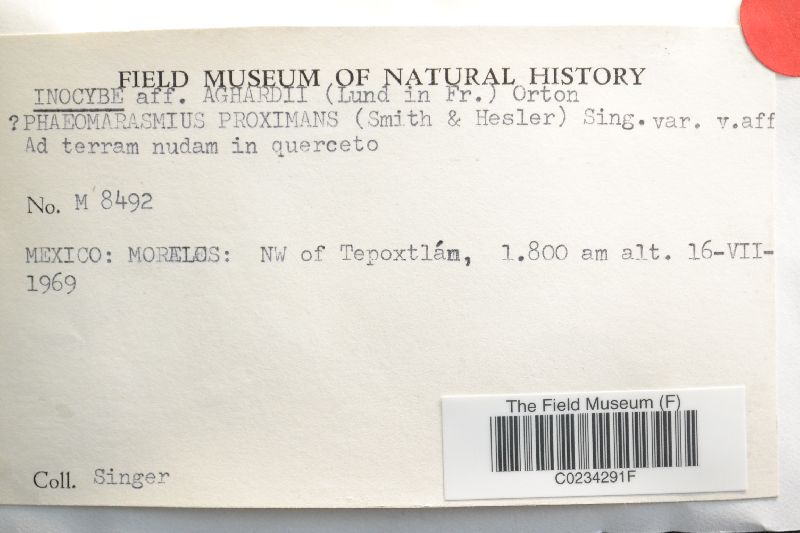 FIELD MUSEUM OF NATURAL HISTORY
INOCYBE aff. AGHARDII (Lund in Fr.) Orton
?PHAEOMARASMIUS PROXIMANS (Smith & Hesler) Sing. var. v.aff
Ad terram nudam in querceto
No. M 8492
MEXICO: MORELOS: NW of Tepoxtlán, 1.800 am alt. 16-VII-
1969
The Field Museum (F)
C0234291F
Coll. Singer